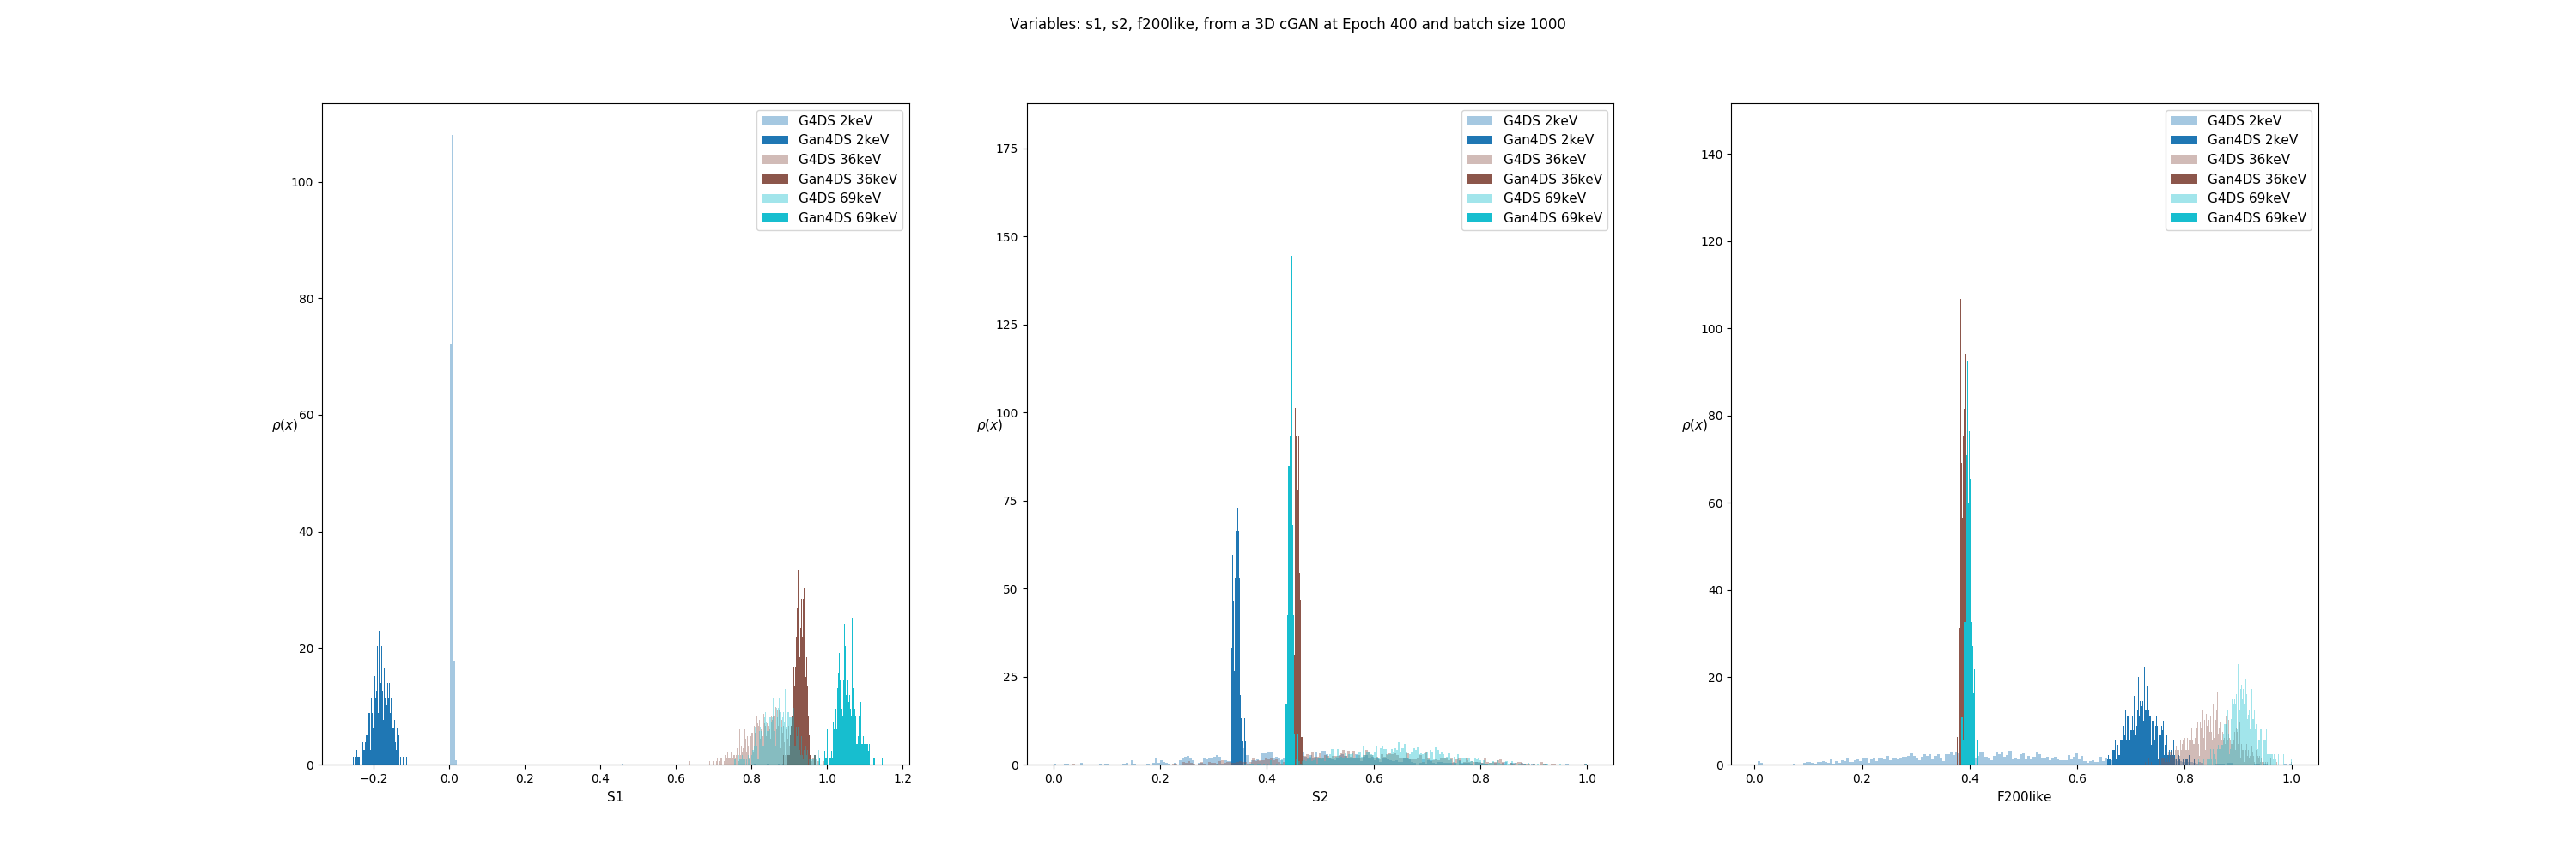 Variables: s1, s2, f200like, from a 3D cGAN at Epoch 400 and batch size 1000
G4DS 2keV
Gan4DS 2keV
G4DS 36keV
Gan4DS 36keV
G4DS 69keV
Gan4DS 69keV
100
80
60
40
20
0
ρ(x)
−0.2 0.0 0.2 0.4 0.6 0.8 1.0 1.2
S1
G4DS 2keV
Gan4DS 2keV
G4DS 36keV
Gan4DS 36keV
G4DS 69keV
Gan4DS 69keV
175
150
125
100
75
50
25
0
ρ(x)
0.0 0.2 0.4 0.6 0.8 1.0
S2
G4DS 2keV
Gan4DS 2keV
G4DS 36keV
Gan4DS 36keV
G4DS 69keV
Gan4DS 69keV
140
120
100
80
60
40
20
0
ρ(x)
0.0 0.2 0.4 0.6 0.8 1.0
F200like